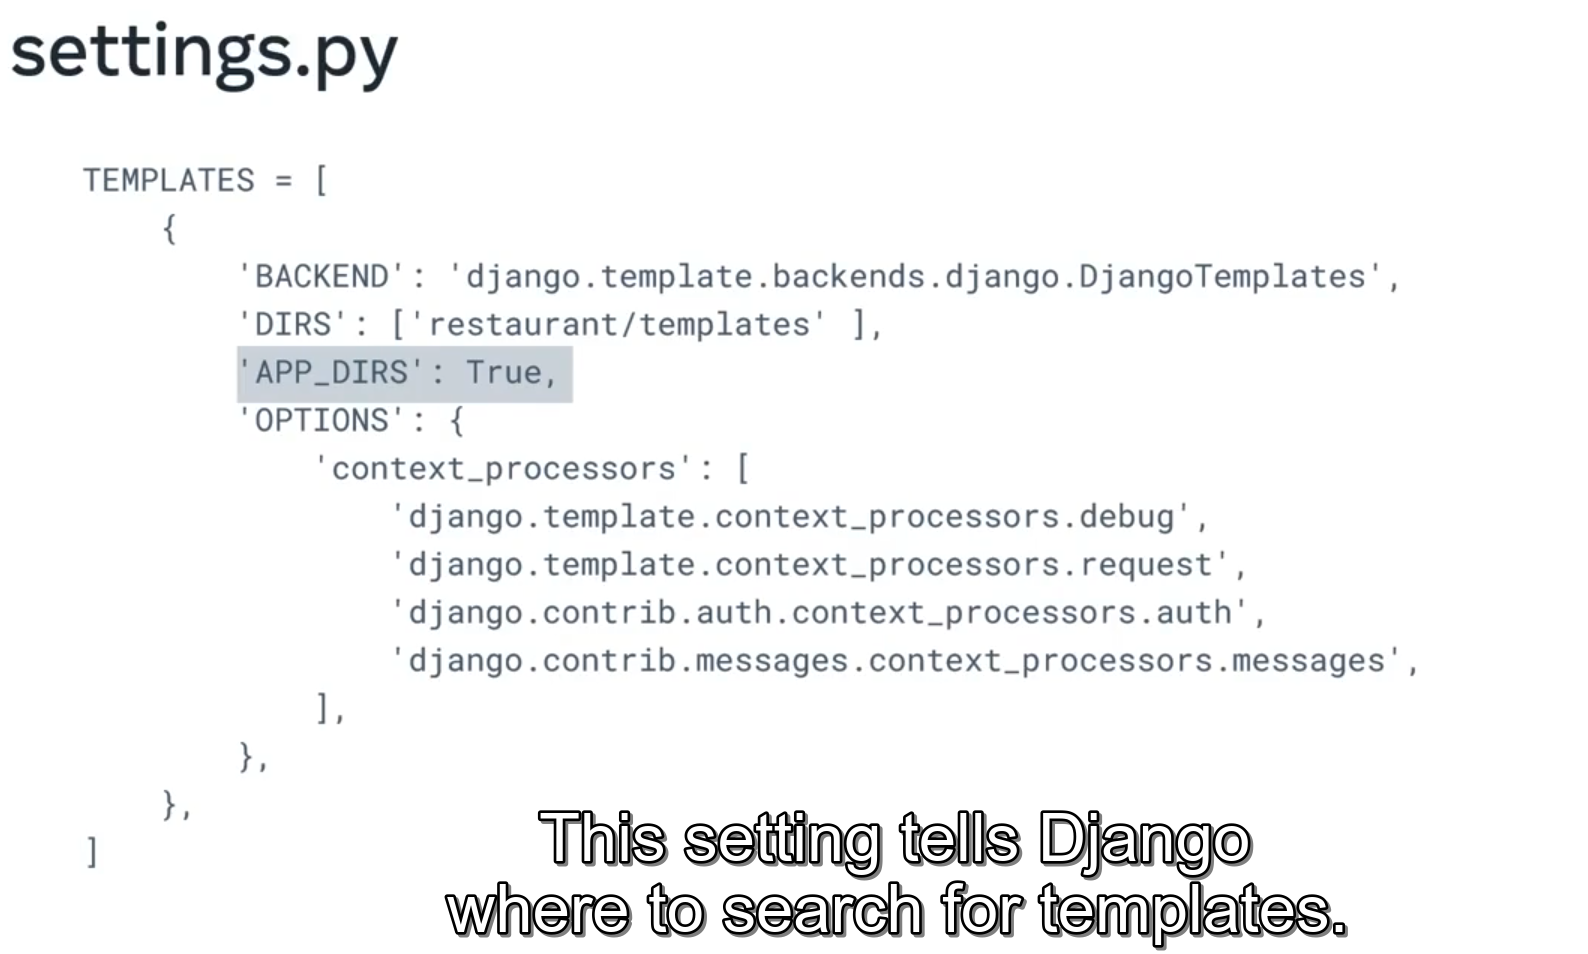 settings.py
TEMPLATES = [
    {
        'BACKEND': 'django.template.backends.django.DjangoTemplates',
        'DIRS': ['restaurant/templates' ],
        'APP_DIRS': True,
        'OPTIONS': {
            'context_processors': [
                'django.template.context_processors.debug',
                'django.template.context_processors.request',
                'django.contrib.auth.context_processors.auth',
                'django.contrib.messages.context_processors.messages',
            ],
        },
    },
]
This setting tells Django
where to search for templates.